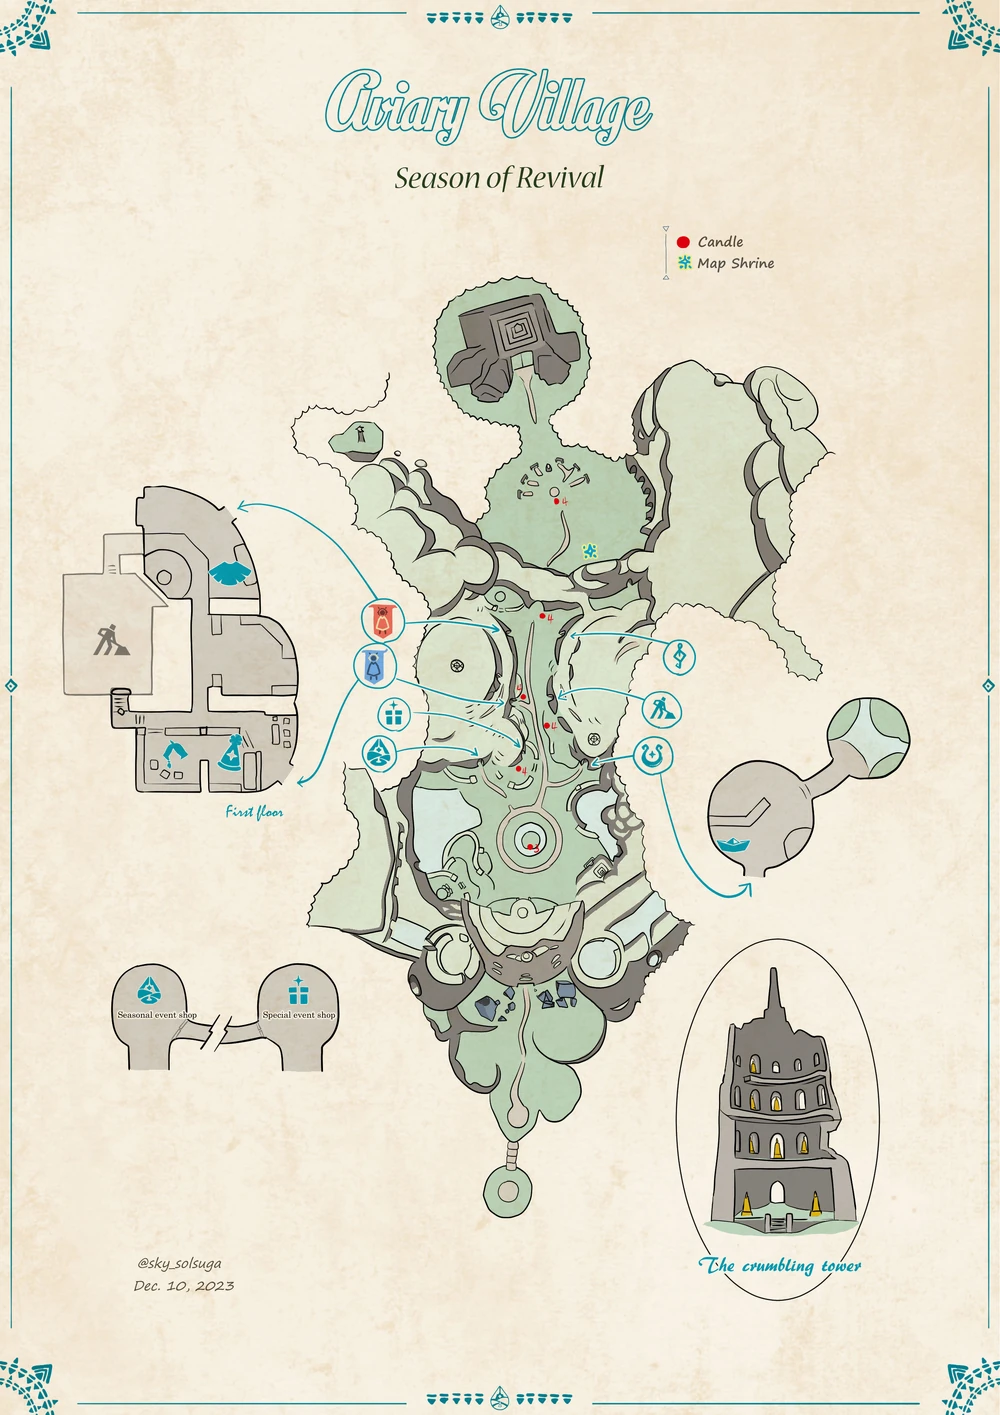 Aviary Village
Season of Revival
Candle
Map Shrine
4
4
4
4
First floor
Seasonal event shop
Special event shop
The crumbling tower
@sky_solsuga
Dec. 10, 2023